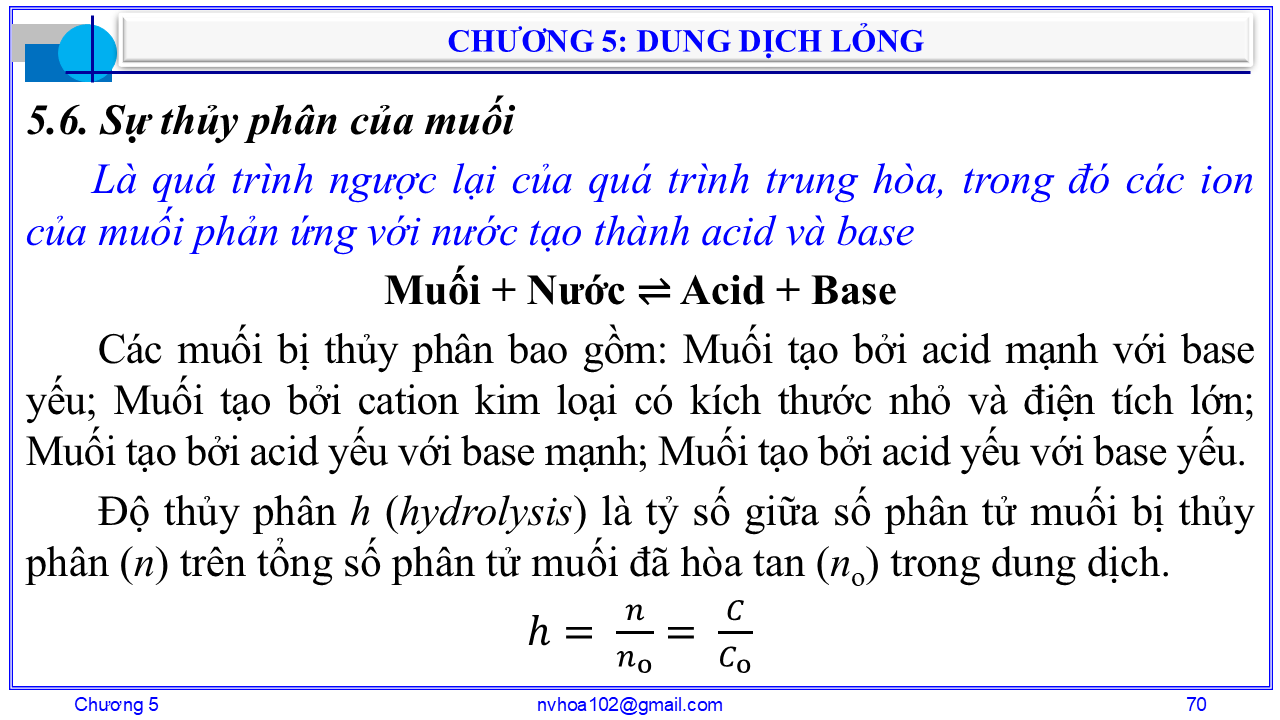 CHƯƠNG 5: DUNG DỊCH LỎNG
5.6. Sự thủy phân của muối
Là quá trình ngược lại của quá trình trung hòa, trong đó các ion
của muối phản ứng với nước tạo thành acid và base
Muối + Nước ⇌ Acid + Base
Các muối bị thủy phân bao gồm: Muối tạo bởi acid mạnh với base
yếu; Muối tạo bởi cation kim loại có kích thước nhỏ và điện tích lớn;
Muối tạo bởi acid yếu với base mạnh; Muối tạo bởi acid yếu với base yếu.
Độ thủy phân h (hydrolysis) là tỷ số giữa số phân tử muối bị thủy
phân (n) trên tổng số phân tử muối đã hòa tan (nₒ) trong dung dịch.
h = n/nₒ = C/Cₒ
Chương 5 nvhoa102@gmail.com 70